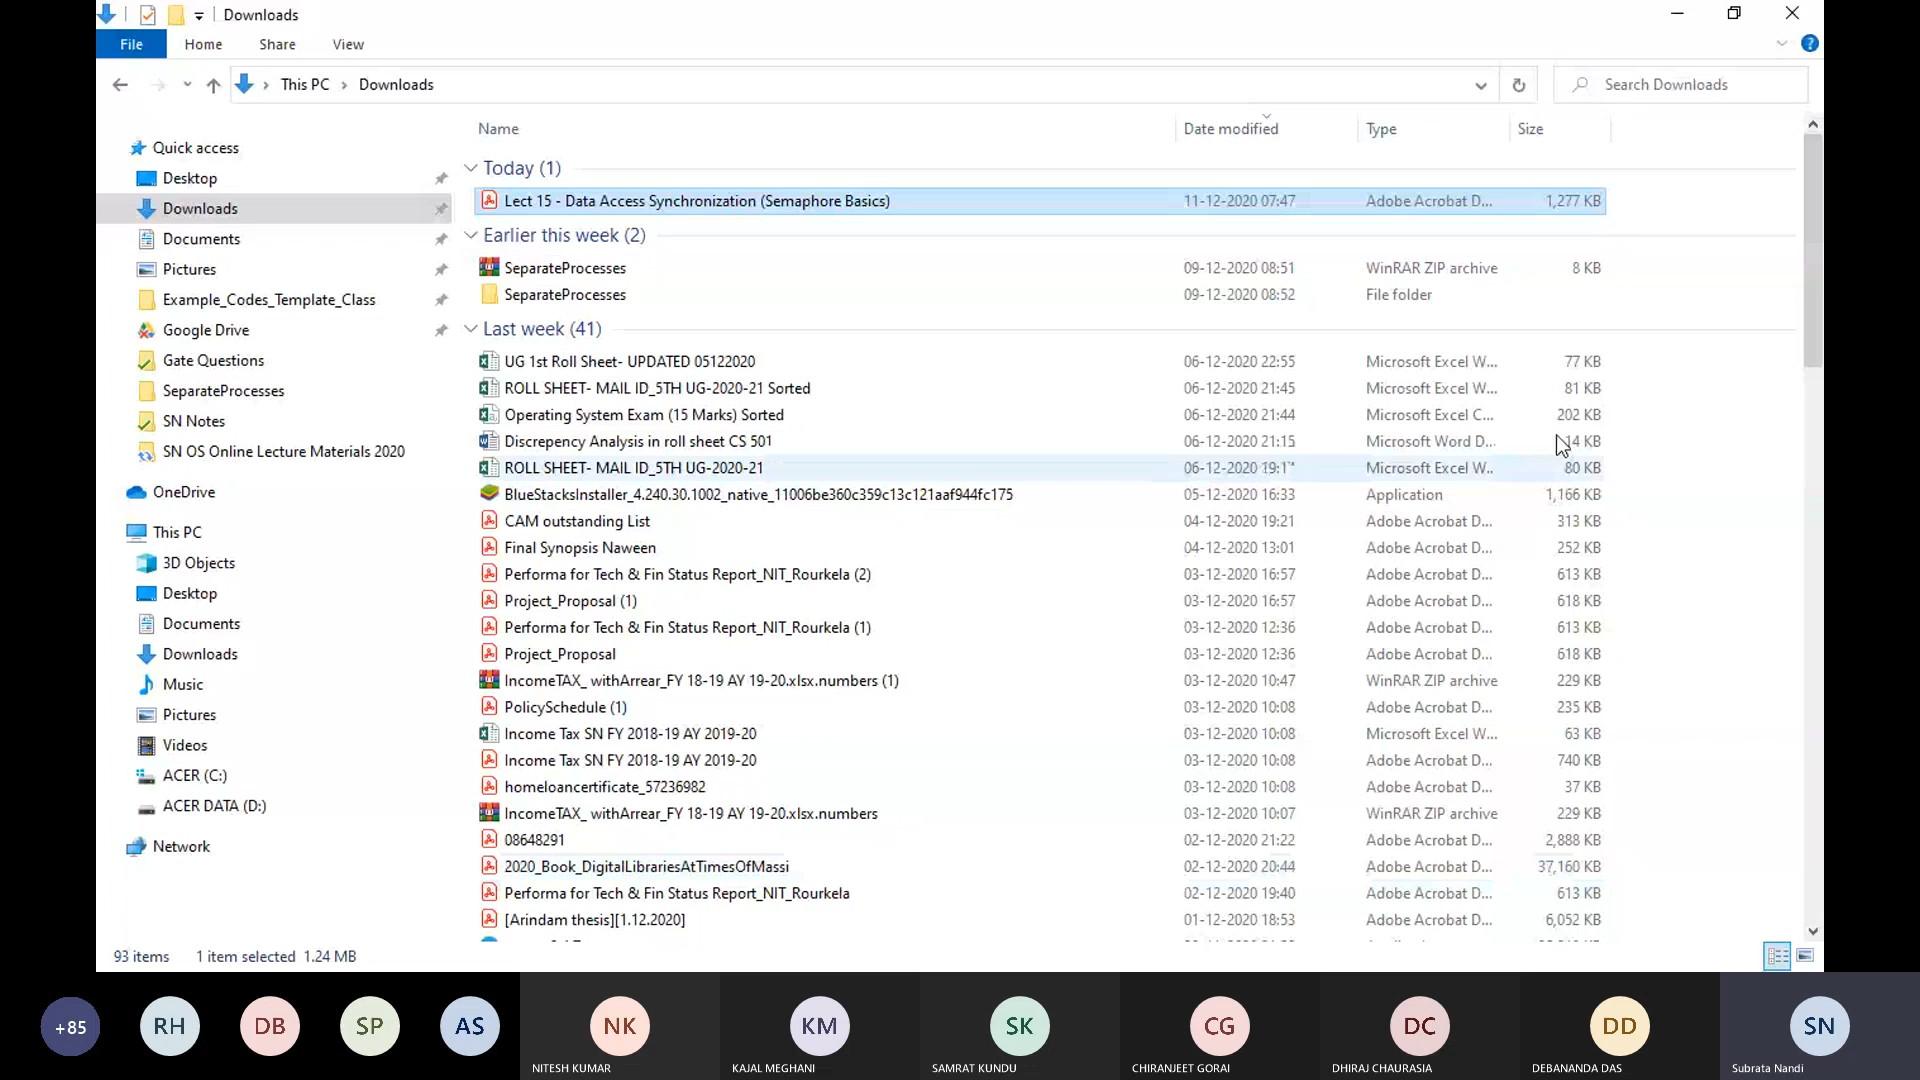 Downloads
File Home Share View
This PC Downloads Search Downloads
Name Date modified Type Size
Quick access
Desktop
Downloads
Documents
Pictures
Example_Codes_Template_Class
Google Drive
Gate Questions
SeparateProcesses
SN Notes
SN OS Online Lecture Materials 2020
OneDrive
This PC
3D Objects
Desktop
Documents
Downloads
Music
Pictures
Videos
ACER (C:)
ACER DATA (D:)
Network
Today (1)
Lect 15 - Data Access Synchronization (Semaphore Basics) 11-12-2020 07:47 Adobe Acrobat D... 1,277 KB
Earlier this week (2)
SeparateProcesses 09-12-2020 08:51 WinRAR ZIP archive 8 KB
SeparateProcesses 09-12-2020 08:52 File folder
Last week (41)
UG 1st Roll Sheet- UPDATED 05122020 06-12-2020 22:55 Microsoft Excel W... 77 KB
ROLL SHEET- MAIL ID_5TH UG-2020-21 Sorted 06-12-2020 21:45 Microsoft Excel W... 81 KB
Operating System Exam (15 Marks) Sorted 06-12-2020 21:44 Microsoft Excel C... 202 KB
Discrepency Analysis in roll sheet CS 501 06-12-2020 21:15 Microsoft Word D... KB
ROLL SHEET- MAIL ID_5TH UG-2020-21 06-12-2020 Microsoft Excel W.. 80 KB
BlueStacksInstaller_4.240.30.1002_native_11006be360c359c13c121aaf944fc175 05-12-2020 16:33 Application 1,166 KB
CAM outstanding List 04-12-2020 19:21 Adobe Acrobat D... 313 KB
Final Synopsis Naween 04-12-2020 13:01 Adobe Acrobat D... 252 KB
Performa for Tech & Fin Status Report_NIT_Rourkela (2) 03-12-2020 16:57 Adobe Acrobat D... 613 KB
Project_Proposal (1) 03-12-2020 16:57 Adobe Acrobat D... 618 KB
Performa for Tech & Fin Status Report_NIT_Rourkela (1) 03-12-2020 12:36 Adobe Acrobat D... 613 KB
Project_Proposal 03-12-2020 12:36 Adobe Acrobat D... 618 KB
IncomeTAX_ withArrear_FY 18-19 AY 19-20.xlsx.numbers (1) 03-12-2020 10:47 WinRAR ZIP archive 229 KB
PolicySchedule (1) 03-12-2020 10:08 Adobe Acrobat D... 235 KB
Income Tax SN FY 2018-19 AY 2019-20 03-12-2020 10:08 Microsoft Excel W... 63 KB
Income Tax SN FY 2018-19 AY 2019-20 03-12-2020 10:08 Adobe Acrobat D... 740 KB
homeloancertificate_57236982 03-12-2020 10:08 Adobe Acrobat D... 37 KB
IncomeTAX_ withArrear_FY 18-19 AY 19-20.xlsx.numbers 03-12-2020 10:07 WinRAR ZIP archive 229 KB
08648291 02-12-2020 21:22 Adobe Acrobat D... 2,888 KB
2020_Book_DigitalLibrariesAtTimesOfMassi 02-12-2020 20:44 Adobe Acrobat D... 37,160 KB
Performa for Tech & Fin Status Report_NIT_Rourkela 02-12-2020 19:40 Adobe Acrobat D... 613 KB
[Arindam thesis][1.12.2020] 01-12-2020 18:53 Adobe Acrobat D... 6,052 KB
93 items 1 item selected 1.24 MB
+85 RH DB SP AS NK KM SK CG DC DD SN
NITESH KUMAR KAJAL MEGHANI SAMRAT KUNDU CHIRANJEET GORAI DHIRAJ CHAURASIA DEBANANDA DAS Subrata Nandi